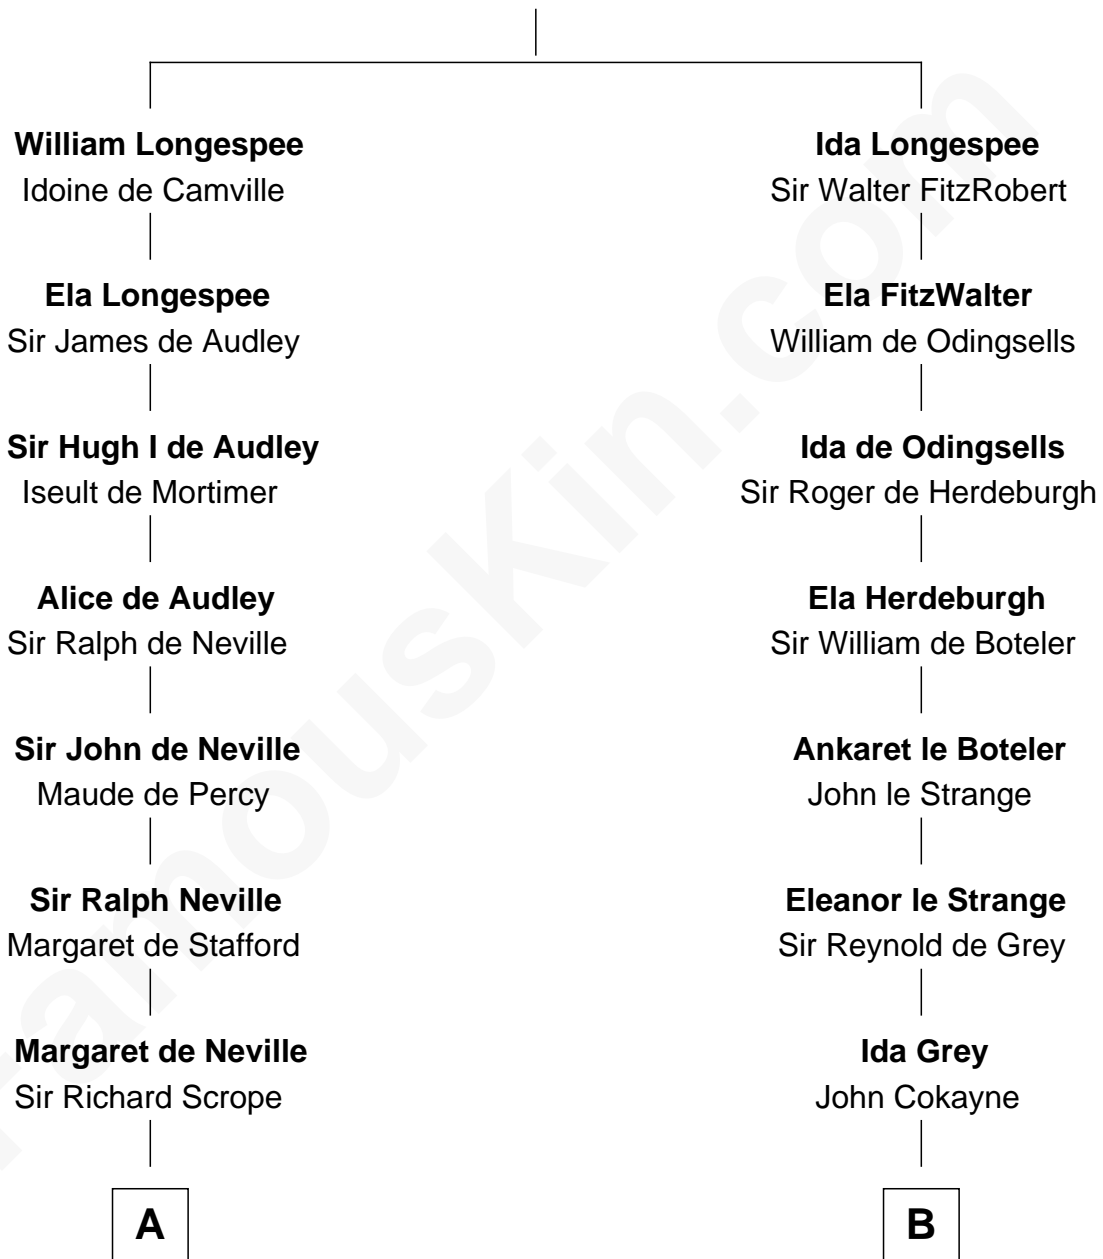 William Longespee
Idoine de Camville
Ela Longespee
Sir James de Audley
Sir Hugh I de Audley
Iseult de Mortimer
Alice de Audley
Sir Ralph de Neville
Sir John de Neville
Maude de Percy
Sir Ralph Neville
Margaret de Stafford
Margaret de Neville
Sir Richard Scrope
A
Ida Longespee
Sir Walter FitzRobert
Ela FitzWalter
William de Odingsells
Ida de Odingsells
Sir Roger de Herdeburgh
Ela Herdeburgh
Sir William de Boteler
Ankaret le Boteler
John le Strange
Eleanor le Strange
Sir Reynold de Grey
Ida Grey
John Cokayne
B
FamousKin.com